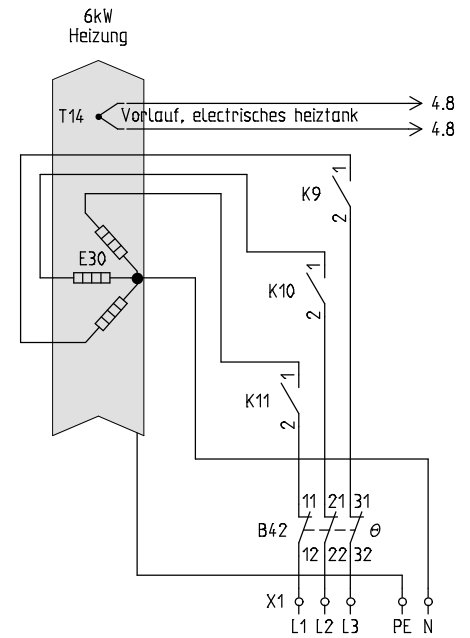 6kW
Heizung
T14
Vorlauf, electrisches heiztank
4.8
4.8
K9
1
2
E30
K10
1
2
K11
1
2
11 21 31
B42
θ
12 22 32
X1
L1 L2 L3 PE N